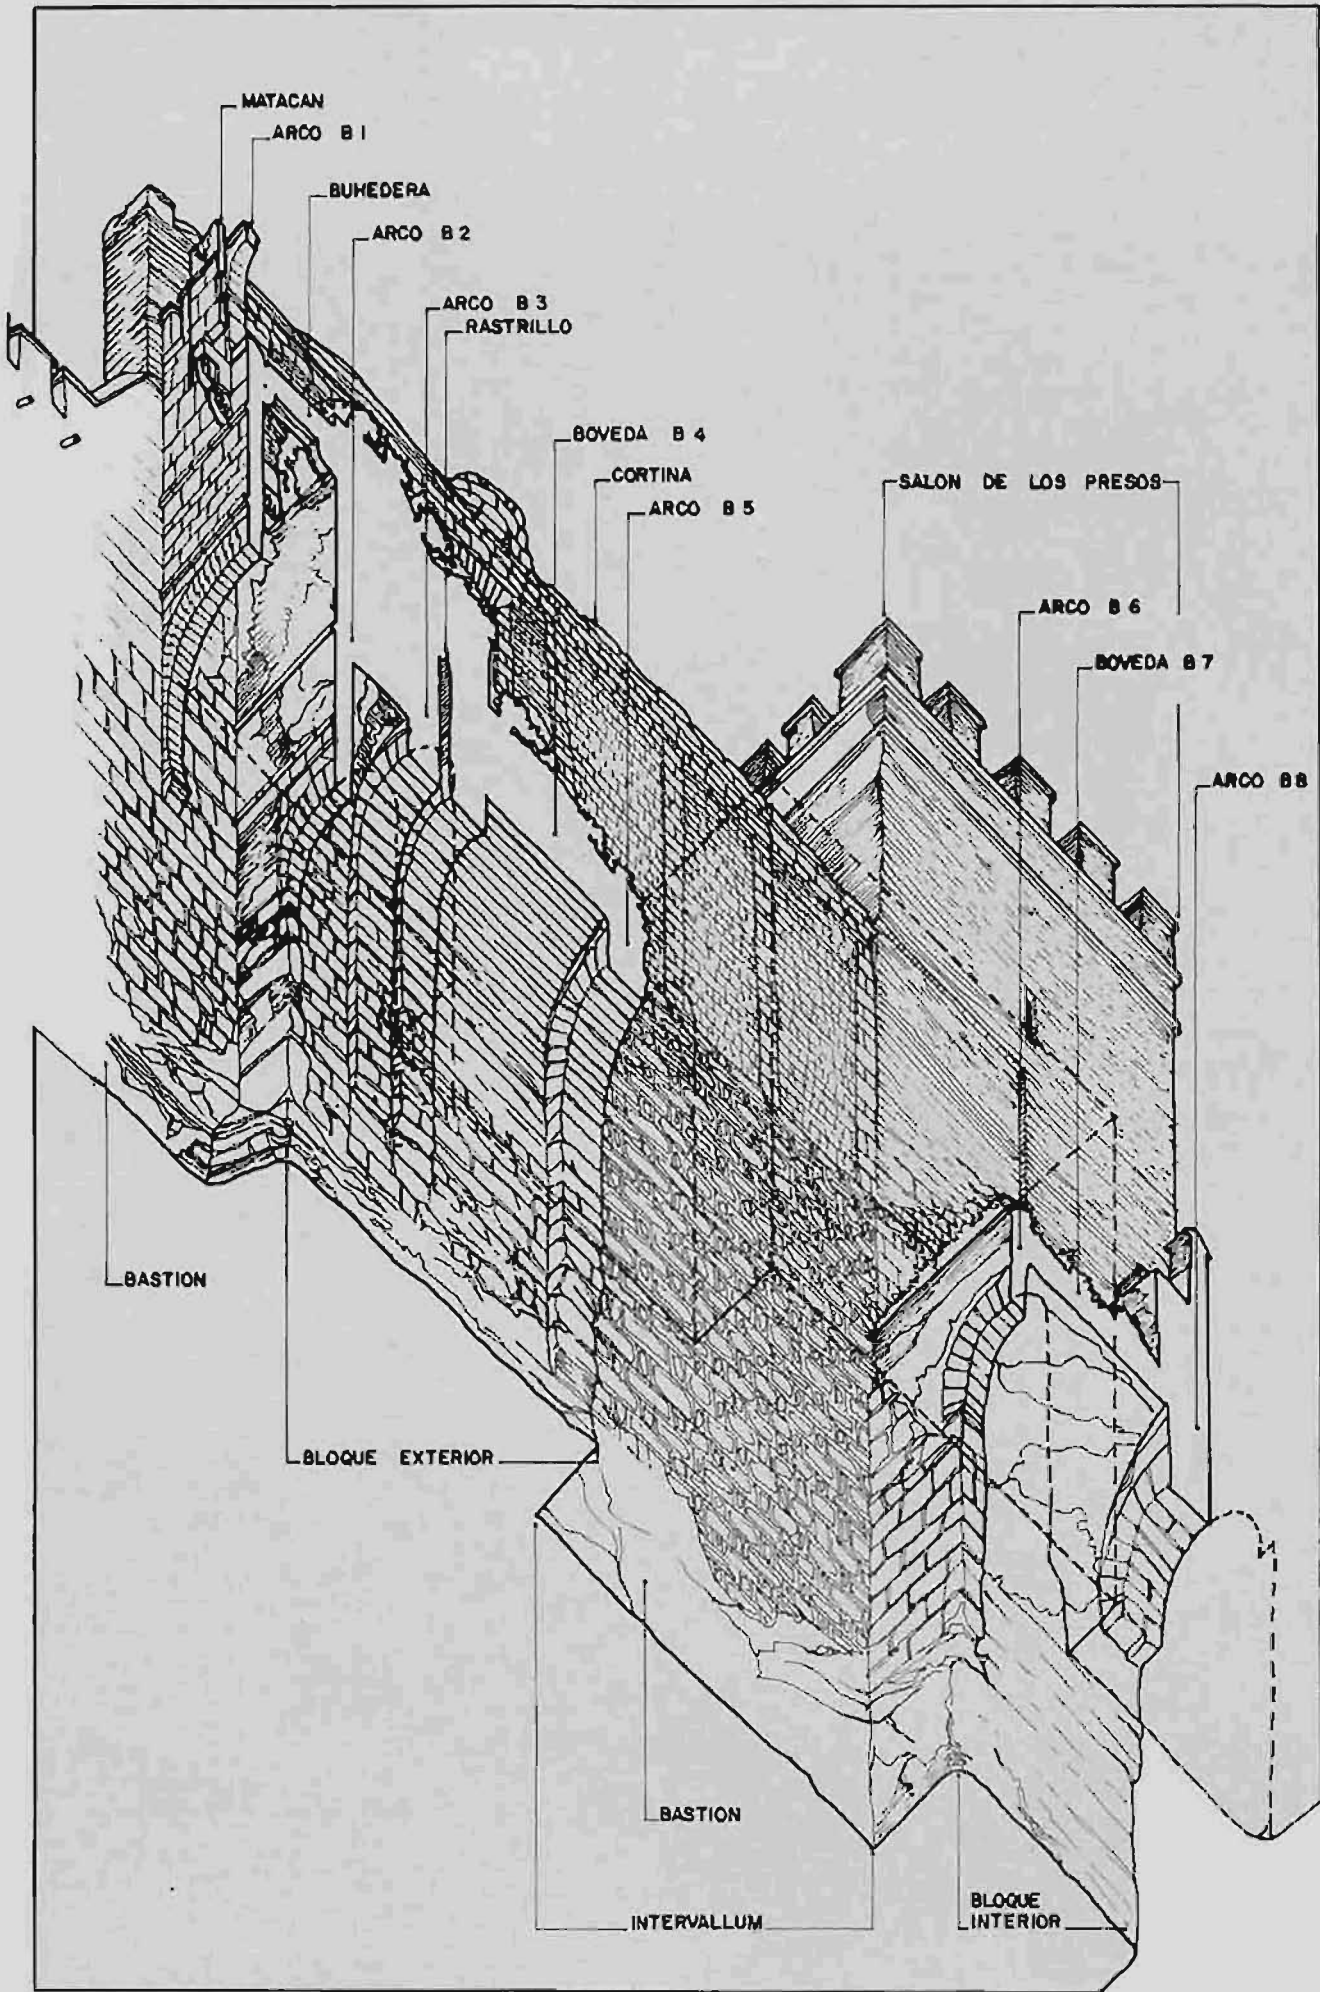 MATACAN
ARCO B 1
BUHEDERA
ARCO B 2
ARCO B 3
RASTRILLO
BOVEDA B 4
CORTINA
ARCO B 5
SALON DE LOS PRESOS
ARCO B 6
BOVEDA B 7
ARCO B 8
BASTION
BLOQUE EXTERIOR
BASTION
INTERVALLUM
BLOQUE
INTERIOR